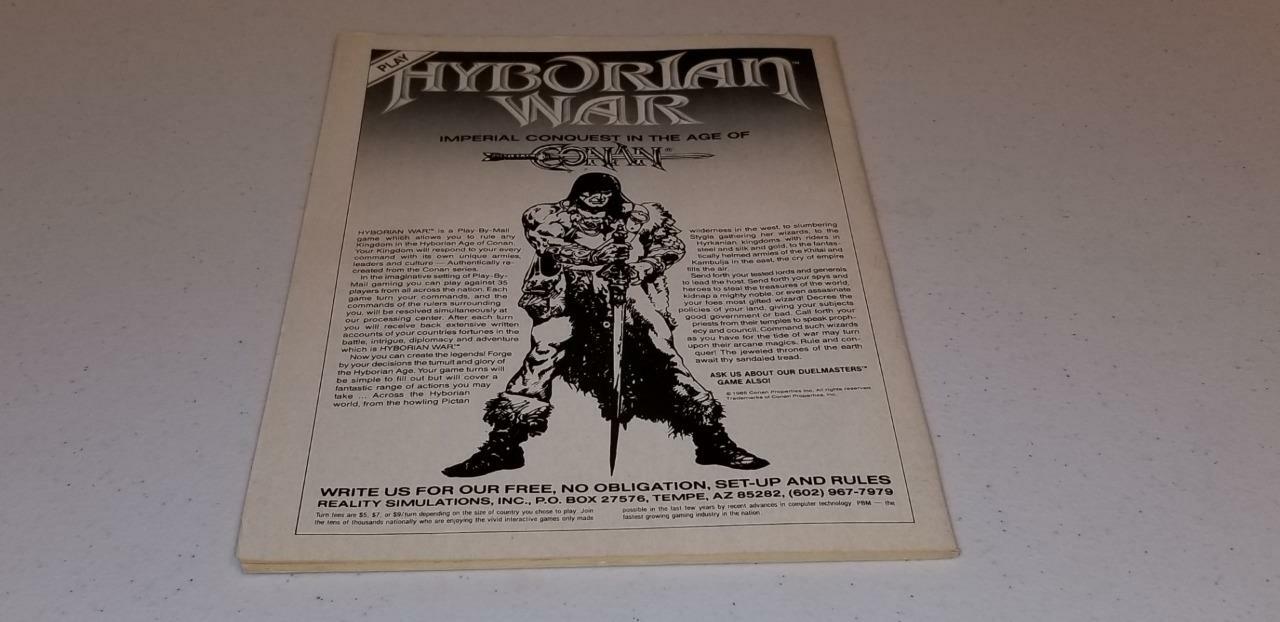 PLAY
HYBORIAN™
WAR
IMPERIAL CONQUEST IN THE AGE OF
CONAN®
HYBORIAN WAR™ is a Play-By-Mail
game which allows you to rule any
Kingdom in the Hyborian Age of Conan.
Your Kingdom will respond to your every
command with its own unique armies,
leaders and culture — Authentically re-
created from the Conan series.
In the imaginative setting of Play-By-
Mail gaming you can play against 35
players from all across the nation. Each
game turn your commands, and the
commands of the rulers surrounding
you, will be resolved simultaneously at
our processing center. After each turn
you will receive back extensive written
accounts of your countries fortunes in the
battle, intrigue, diplomacy and adventure
which is HYBORIAN WAR™
Now you can create the legends! Forge
by your decisions the tumult and glory of
the Hyborian Age. Your game turns will
be simple to fill out but will cover a
fantastic range of actions you may
take ... Across the Hyborian
world, from the howling Pictan
wilderness in the west, to slumbering
Stygia gathering her wizards, to the
Hyrkanian, kingdoms with riders in
steel and silk and gold, to the fantas-
tically helmed armies of the Khitai and
Kambulja in the east, the cry of empire
fills the air.
Send forth your tested lords and generals
to lead the host. Send forth your spys and
heroes to steal the treasures of the world,
kidnap a mighty noble, or even assassinate
your foes most gifted wizard! Decree the
policies of your land, giving your subjects
good government or bad. Call forth your
priests from their temples to speak proph-
ecy and council. Command such wizards
as you have for the tide of war may turn
upon their arcane magics. Rule and con-
quer! The jeweled thrones of the earth
await thy sandaled tread.
ASK US ABOUT OUR DUELMASTERS™
GAME ALSO!
© 1985 Conan Properties Inc. All rights reserved.
Trademarks of Conan Properties, Inc.
WRITE US FOR OUR FREE, NO OBLIGATION, SET-UP AND RULES
REALITY SIMULATIONS, INC., P.O. BOX 27576, TEMPE, AZ 85282, (602) 967-7979
Turn fees are $5, $7, or $9/turn depending on the size of country you chose to play. Join
the tens of thousands nationally who are enjoying the vivid interactive games only made
possible in the last few years by recent advances in computer technology. PBM — the
fastest growing gaming industry in the nation.